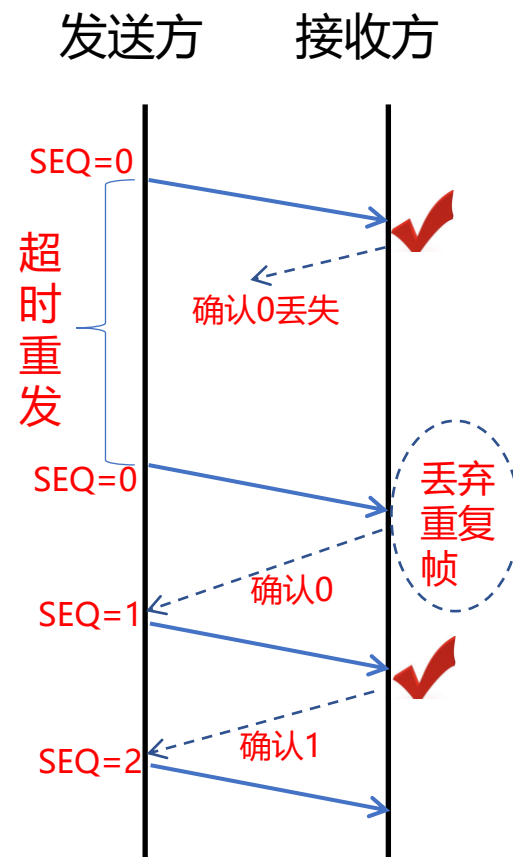 发送方 接收方
SEQ=0
超
时
重
发
确认0丢失
SEQ=0
丢弃
重复
帧
确认0
SEQ=1
确认1
SEQ=2